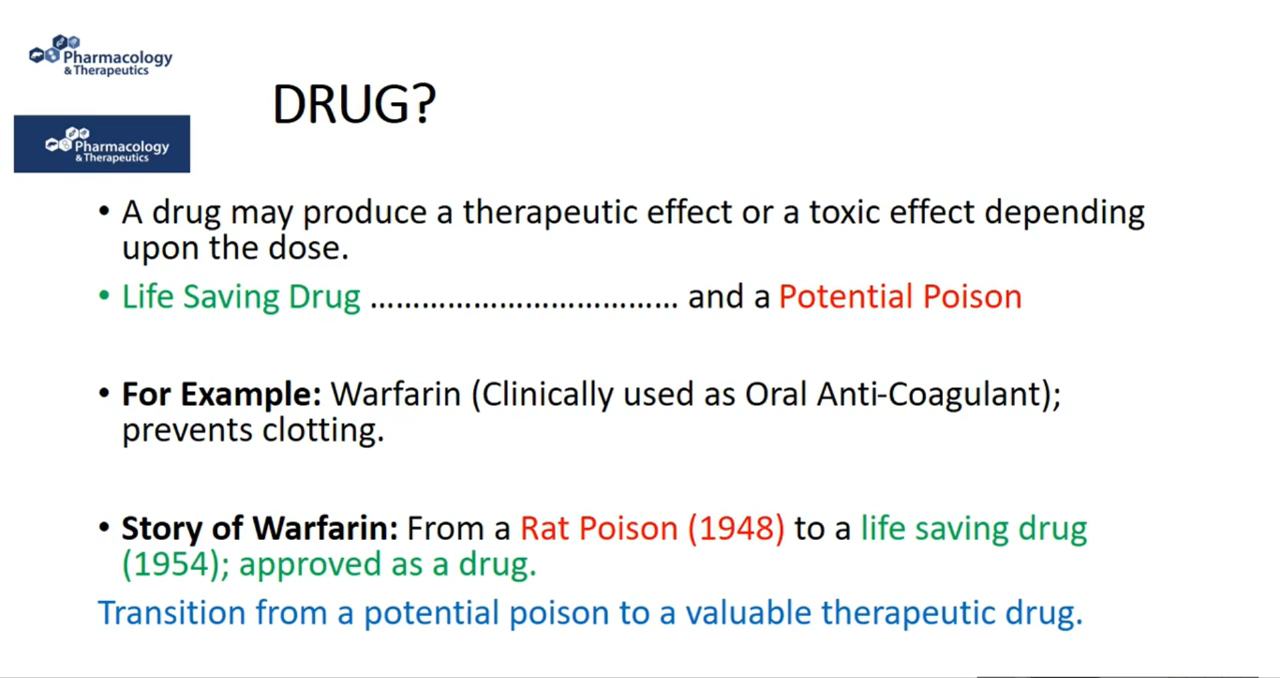 Pharmacology
& Therapeutics
DRUG?
Pharmacology
& Therapeutics
• A drug may produce a therapeutic effect or a toxic effect depending
upon the dose.
• Life Saving Drug ……………………………… and a Potential Poison
• For Example: Warfarin (Clinically used as Oral Anti-Coagulant);
prevents clotting.
• Story of Warfarin: From a Rat Poison (1948) to a life saving drug
(1954); approved as a drug.
Transition from a potential poison to a valuable therapeutic drug.